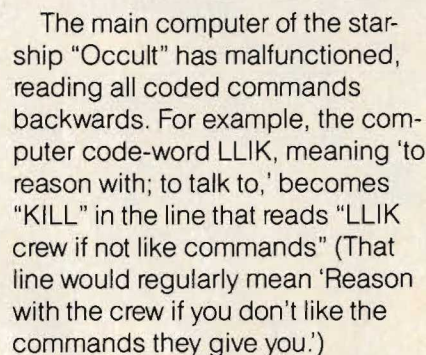 The main computer of the star-
ship “Occult” has malfunctioned,
reading all coded commands
backwards. For example, the com-
puter code-word LLIK, meaning ‘to
reason with; to talk to,’ becomes
“KILL” in the line that reads “LLIK
crew if not like commands” (That
line would regularly mean ‘Reason
with the crew if you don’t like the
commands they give you.’)